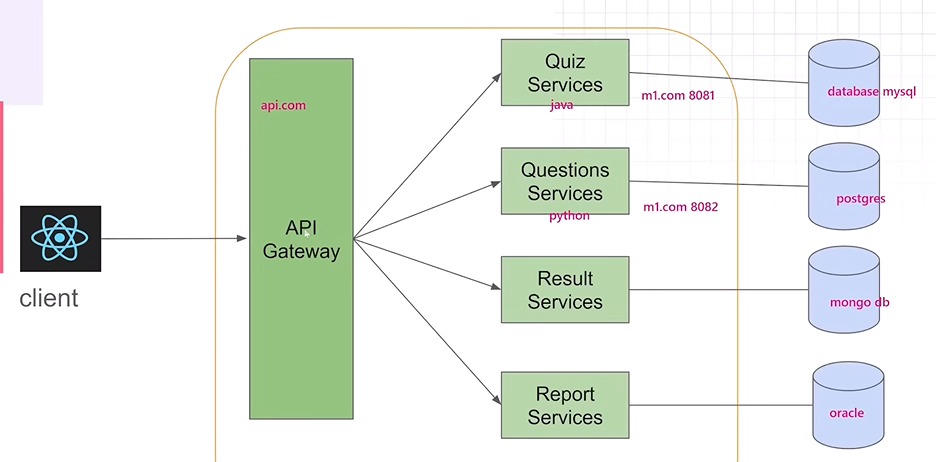 client
api.com
API
Gateway
Quiz
Services
java
m1.com 8081
database mysql
Questions
Services
python
m1.com 8082
postgres
Result
Services
mongo db
Report
Services
oracle